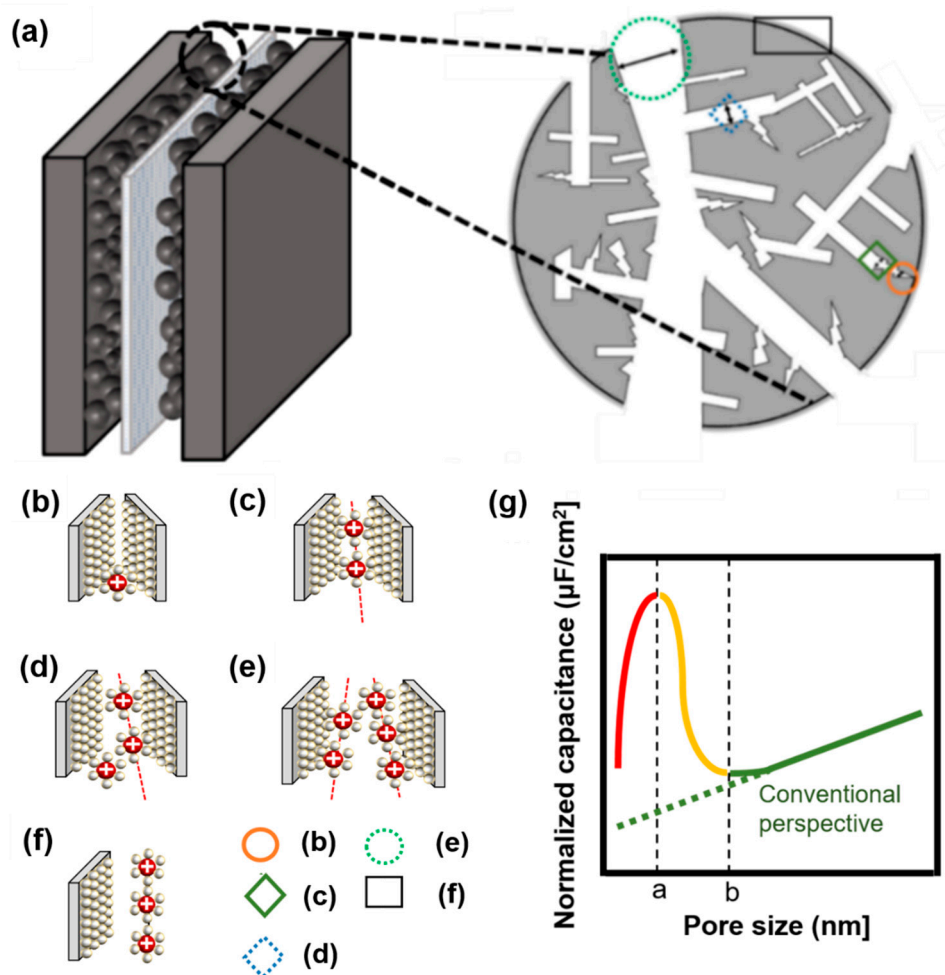 (a)
(b)
(c)
(g)
(d)
(e)
(f)
(b)
(e)
(c)
(f)
(d)
Normalized capacitance (µF/cm²)
Conventional
perspective
a
b
Pore size (nm)